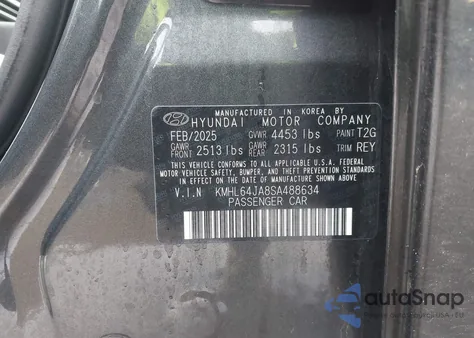 MANUFACTURED IN KOREA BY
HYUNDAI MOTOR COMPANY
FEB/2025 GVWR 4453 lbs PAINT T2G
GAWR FRONT 2513 lbs GAWR REAR 2315 lbs TRIM REY
THIS VEHICLE CONFORMS TO ALL APPLICABLE U.S.A. FEDERAL
MOTOR VEHICLE SAFETY, BUMPER, AND THEFT PREVENTION
STANDARDS IN EFFECT ON THE DATE OF MANUFACTURE
SHOWN ABOVE.
V.I.N KMHL64JA8SA488634
PASSENGER CAR
autoSnap